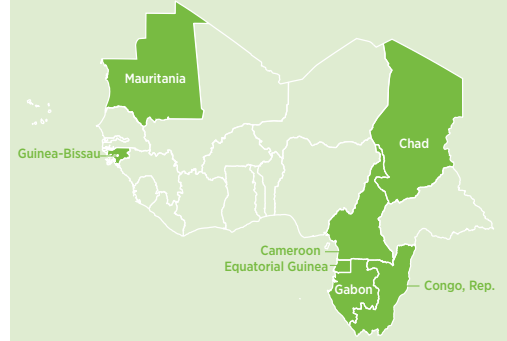 Mauritania
Chad
Guinea-Bissau
Cameroon
Equatorial Guinea
Gabon
Congo, Rep.